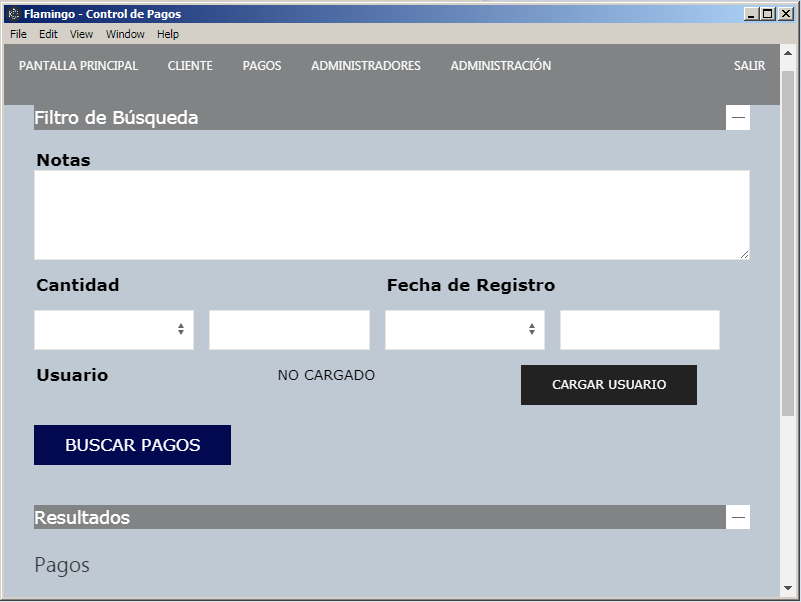 Flamingo - Control de Pagos
File Edit View Window Help
PANTALLA PRINCIPAL CLIENTE PAGOS ADMINISTRADORES ADMINISTRACIÓN SALIR
Filtro de Búsqueda
Notas
Cantidad Fecha de Registro
Usuario NO CARGADO CARGAR USUARIO
BUSCAR PAGOS
Resultados
Pagos